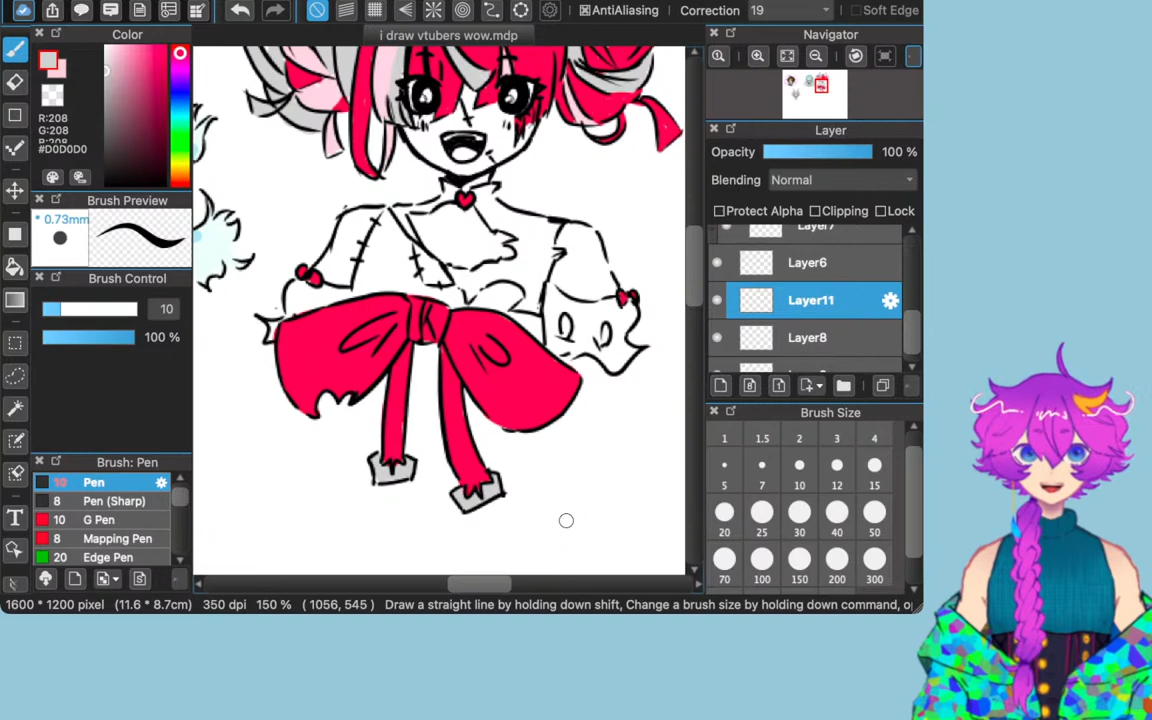 AntiAliasing
Correction
19
Soft Edge
Color
i draw vtubers wow.mdp
Navigator
R:208
G:208
B:208
#D0D0D0
Layer
Opacity
100 %
Blending
Normal
Protect Alpha
Clipping
Lock
Brush Preview
* 0.73mm
Layer7
Layer6
Brush Control
10
100 %
Layer11
Layer8
Brush Size
1
1.5
2
3
4
5
7
10
12
15
20
25
30
40
50
70
100
150
200
300
Brush: Pen
10
Pen
8
Pen (Sharp)
10
G Pen
8
Mapping Pen
20
Edge Pen
T
1600 * 1200 pixel
(11.6 * 8.7cm)
350 dpi
150 %
( 1056, 545 )
Draw a straight line by holding down shift, Change a brush size by holding down command, o